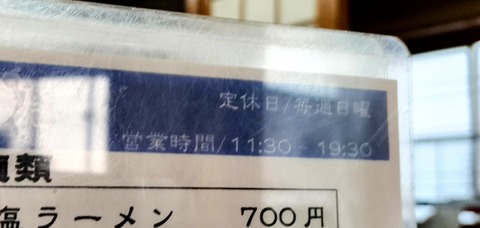 定休日/毎週日曜
営業時間/11:30 ~ 19:30
麺類
塩ラーメン 700円